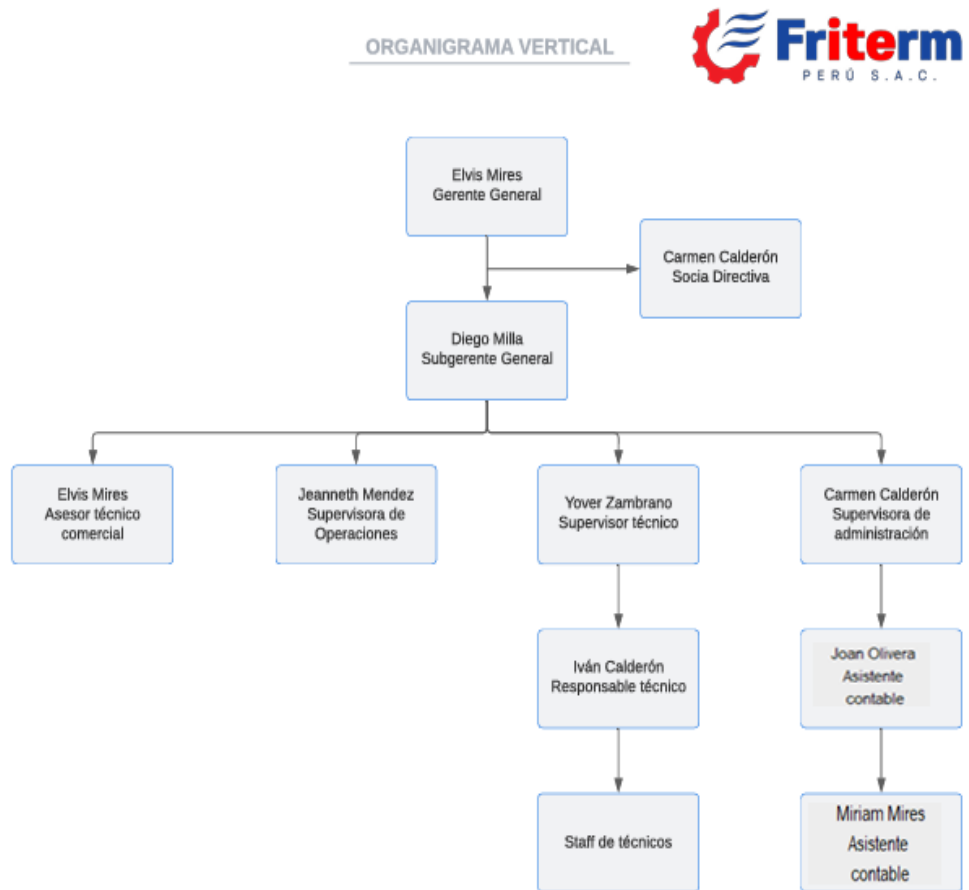 ORGANIGRAMA VERTICAL
Friterm
PERÚ S.A.C.
Elvis Mires
Gerente General
Carmen Calderón
Socia Directiva
Diego Milla
Subgerente General
Elvis Mires
Asesor técnico
comercial
Jeanneth Mendez
Supervisora de
Operaciones
Yover Zambrano
Supervisor técnico
Carmen Calderón
Supervisora de
administración
Iván Calderón
Responsable técnico
Joan Olivera
Asistente
contable
Staff de técnicos
Miriam Mires
Asistente
contable